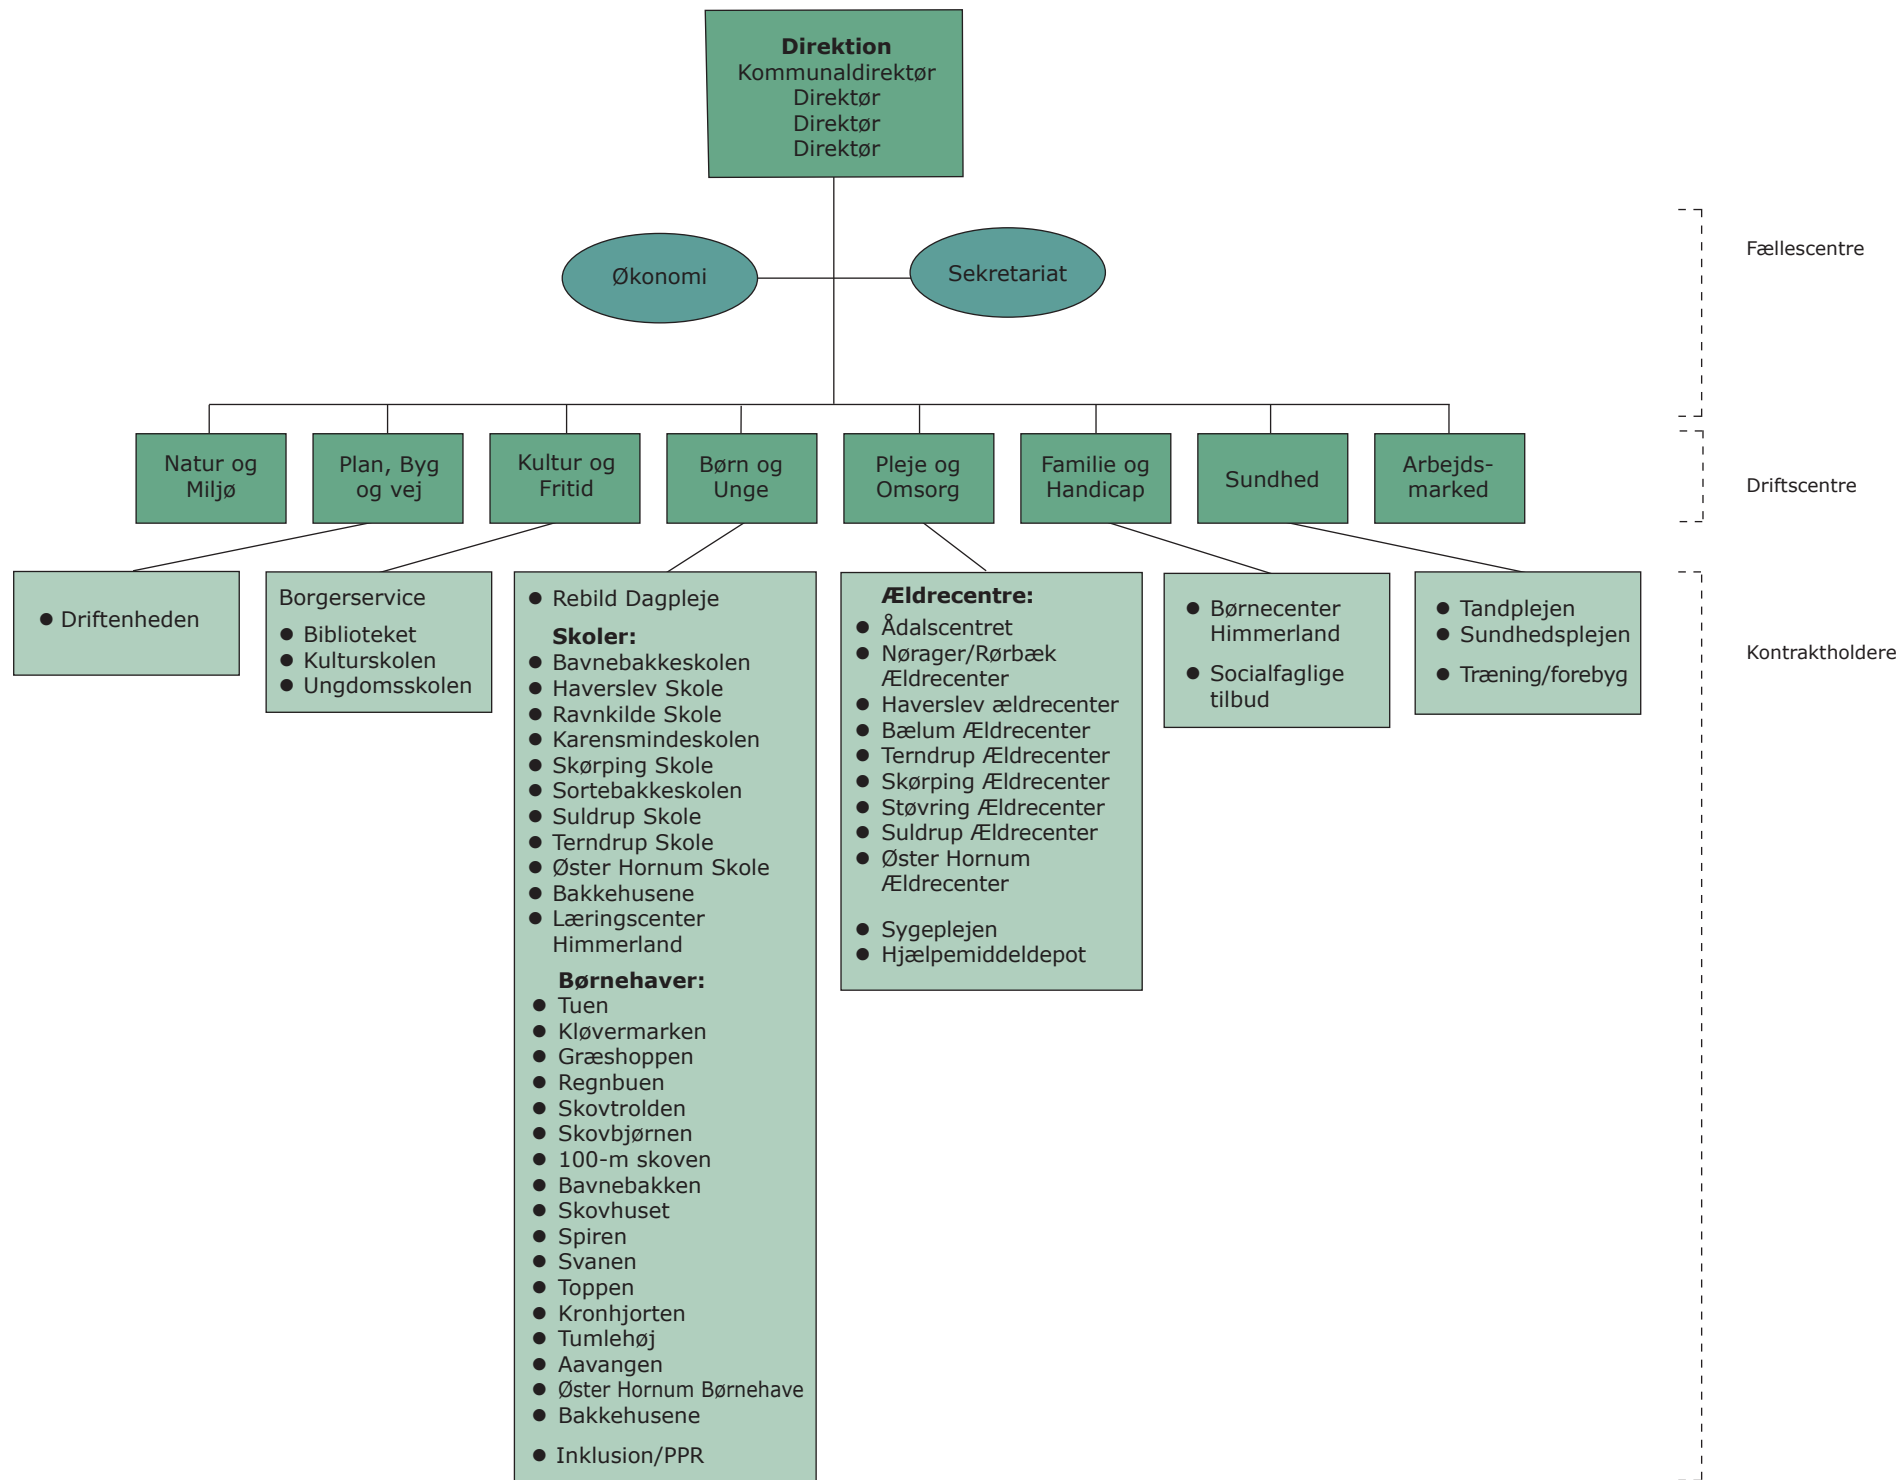 Direktion
Kommunaldirektør
Direktør
Direktør
Direktør
Fællescentre
Økonomi
Sekretariat
Natur og
Miljø
Plan, Byg
og vej
Kultur og
Fritid
Børn og
Unge
Pleje og
Omsorg
Familie og
Handicap
Sundhed
Arbejds-
marked
Driftscentre
● Driftenheden
Borgerservice
● Biblioteket
● Kulturskolen
● Ungdomsskolen
● Rebild Dagpleje
Skoler:
● Bavnebakkeskolen
● Haverslev Skole
● Ravnkilde Skole
● Karensmindeskolen
● Skørping Skole
● Sortebakkeskolen
● Suldrup Skole
● Terndrup Skole
● Øster Hornum Skole
● Bakkehusene
● Læringscenter
Himmerland
Børnehaver:
● Tuen
● Kløvermarken
● Græshoppen
● Regnbuen
● Skovtrolden
● Skovbjørnen
● 100-m skoven
● Bavnebakken
● Skovhuset
● Spiren
● Svanen
● Toppen
● Kronhjorten
● Tumlehøj
● Aavangen
● Øster Hornum Børnehave
● Bakkehusene
● Inklusion/PPR
Ældrecentre:
● Ådalscentret
● Nørager/Rørbæk
Ældrecenter
● Haverslev ældrecenter
● Bælum Ældrecenter
● Terndrup Ældrecenter
● Skørping Ældrecenter
● Støvring Ældrecenter
● Suldrup Ældrecenter
● Øster Hornum
Ældrecenter
● Sygeplejen
● Hjælpemiddeldepot
● Børnecenter
Himmerland
● Socialfaglige
tilbud
● Tandplejen
● Sundhedsplejen
● Træning/forebyg
Kontraktholdere